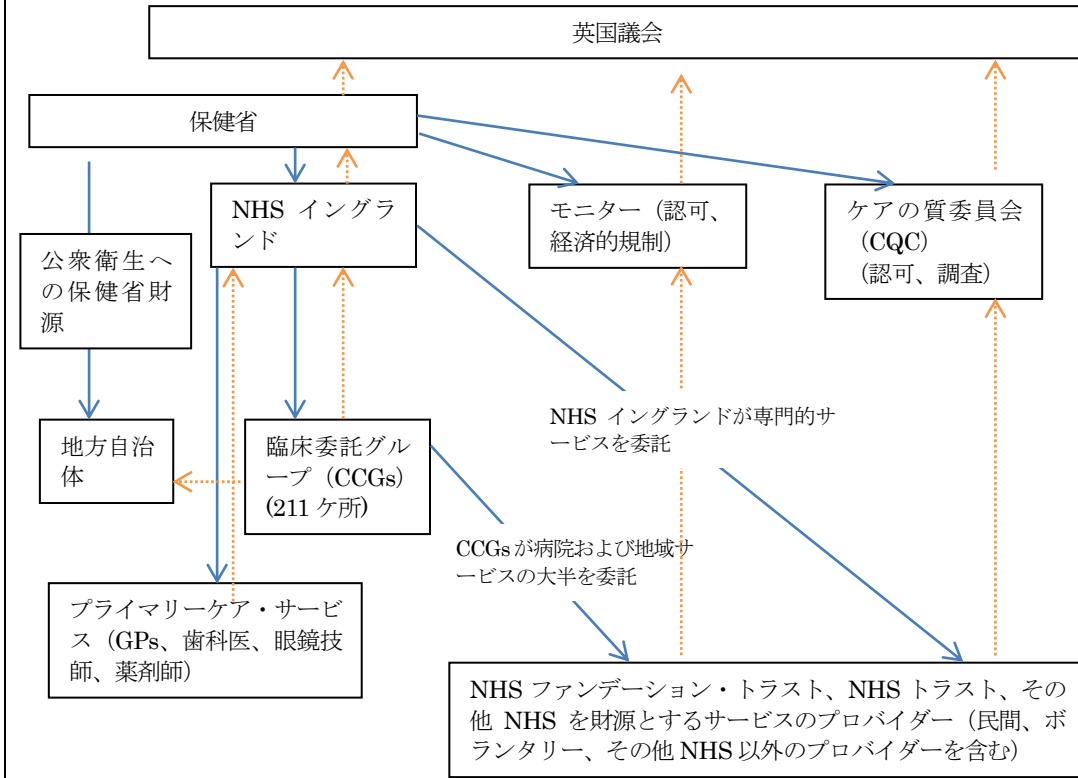 英国議会
保健省
NHS イングラ
ンド
モニター（認可、
経済的規制）
ケアの質委員会
（CQC）
（認可、調査）
公衆衛生へ
の保健省財
源
NHS イングランドが専門的サ
ービスを委託
地方自治
体
臨床委託グル
ープ（CCGs）
(211 ケ所)
CCGs が病院および地域サ
ービスの大半を委託
プライマリーケア・サービ
ス（GPs、歯科医、眼鏡技
師、薬剤師）
NHS ファンデーション・トラスト、NHS トラスト、その
他 NHS を財源とするサービスのプロバイダー（民間、ボ
ランタリー、その他 NHS 以外のプロバイダーを含む）